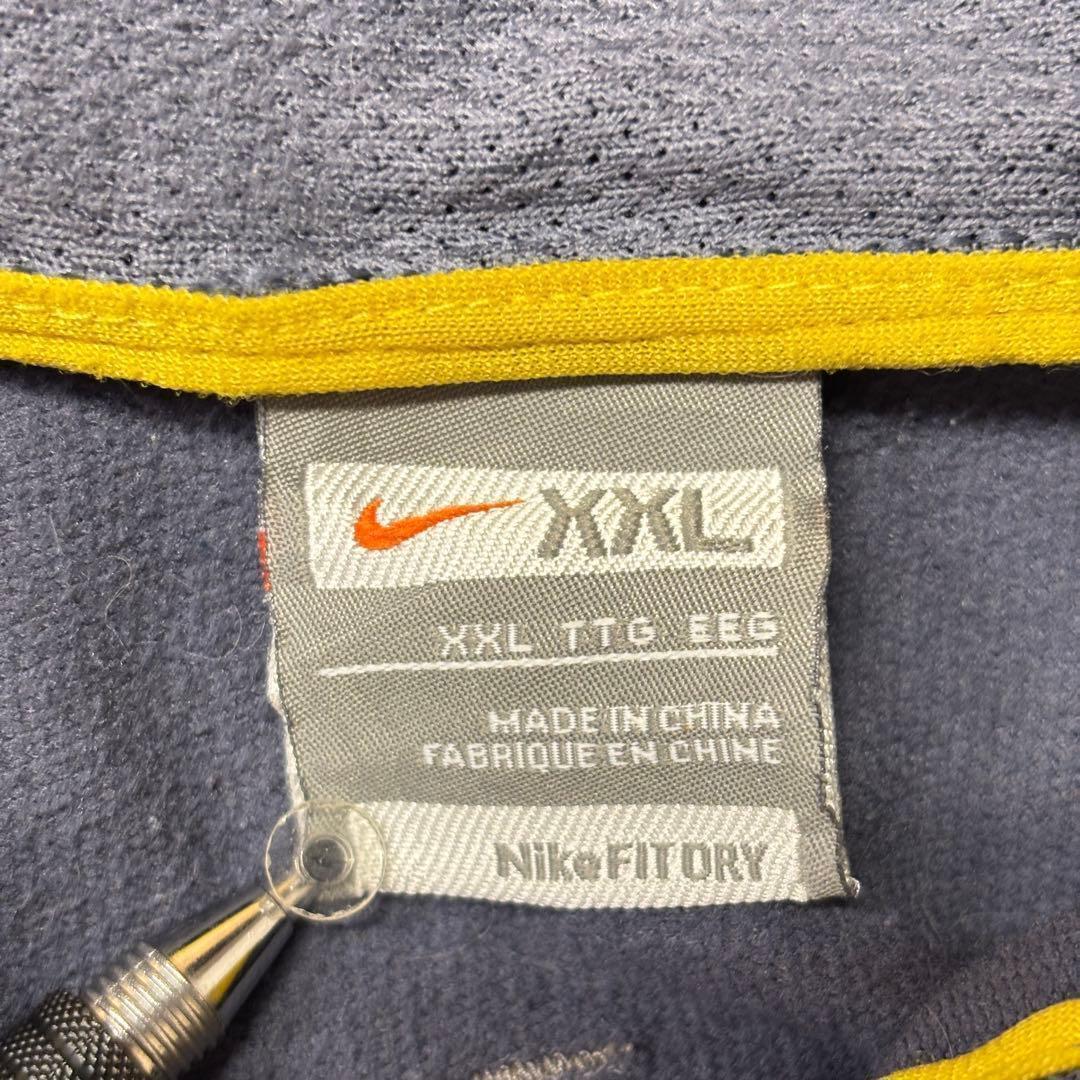 XXL
XXL TTG EEG
MADE IN CHINA
FABRIQUE EN CHINE
NikeFITDRY